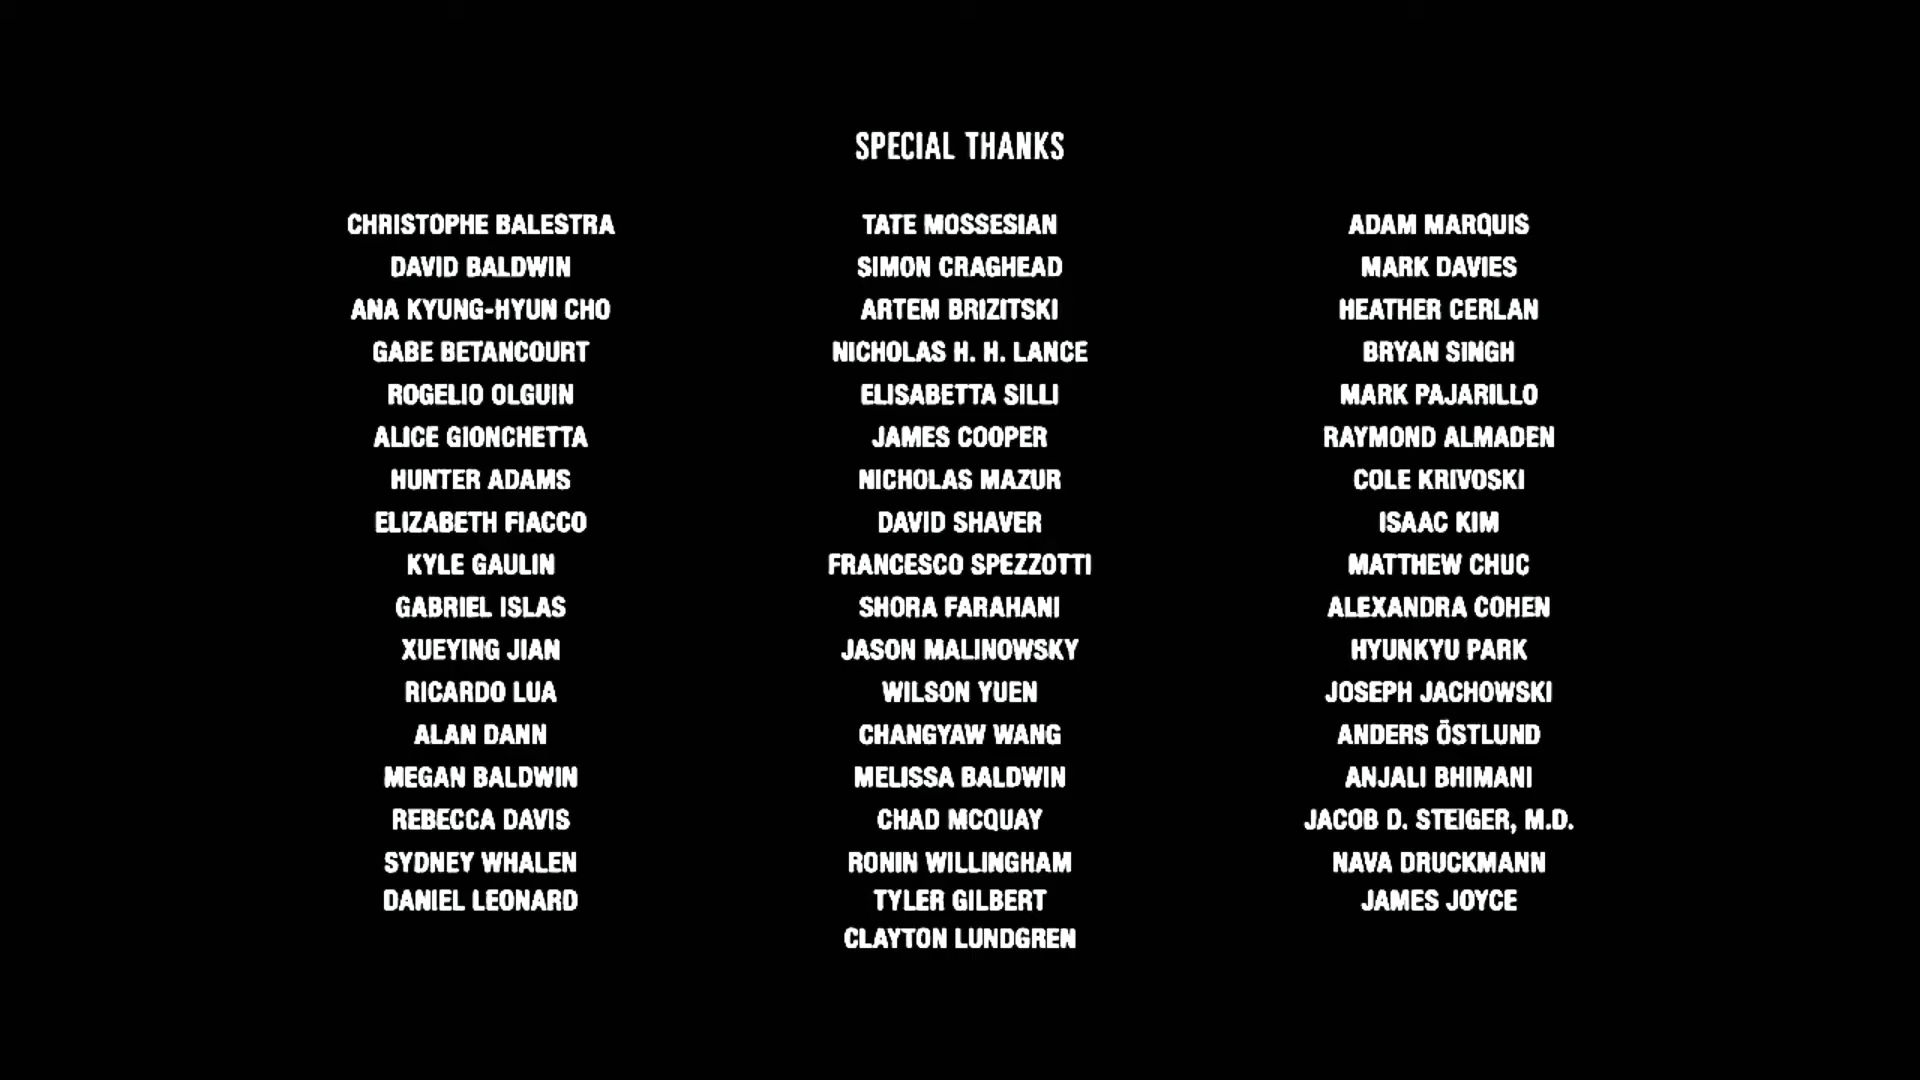 SPECIAL THANKS
CHRISTOPHE BALESTRA
DAVID BALDWIN
ANA KYUNG-HYUN CHO
GABE BETANCOURT
ROGELIO OLGUIN
ALICE GIONCHETTA
HUNTER ADAMS
ELIZABETH FIACCO
KYLE GAULIN
GABRIEL ISLAS
XUEYING JIAN
RICARDO LUA
ALAN DANN
MEGAN BALDWIN
REBECCA DAVIS
SYDNEY WHALEN
DANIEL LEONARD
TATE MOSSESIAN
SIMON CRAGHEAD
ARTEM BRIZITSKI
NICHOLAS H. H. LANCE
ELISABETTA SILLI
JAMES COOPER
NICHOLAS MAZUR
DAVID SHAVER
FRANCESCO SPEZZOTTI
SHORA FARAHANI
JASON MALINOWSKY
WILSON YUEN
CHANGYAW WANG
MELISSA BALDWIN
CHAD MCQUAY
RONIN WILLINGHAM
TYLER GILBERT
CLAYTON LUNDGREN
ADAM MARQUIS
MARK DAVIES
HEATHER CERLAN
BRYAN SINGH
MARK PAJARILLO
RAYMOND ALMADEN
COLE KRIVOSKI
ISAAC KIM
MATTHEW CHUC
ALEXANDRA COHEN
HYUNKYU PARK
JOSEPH JACHOWSKI
ANDERS ÖSTLUND
ANJALI BHIMANI
JACOB D. STEIGER, M.D.
NAVA DRUCKMANN
JAMES JOYCE